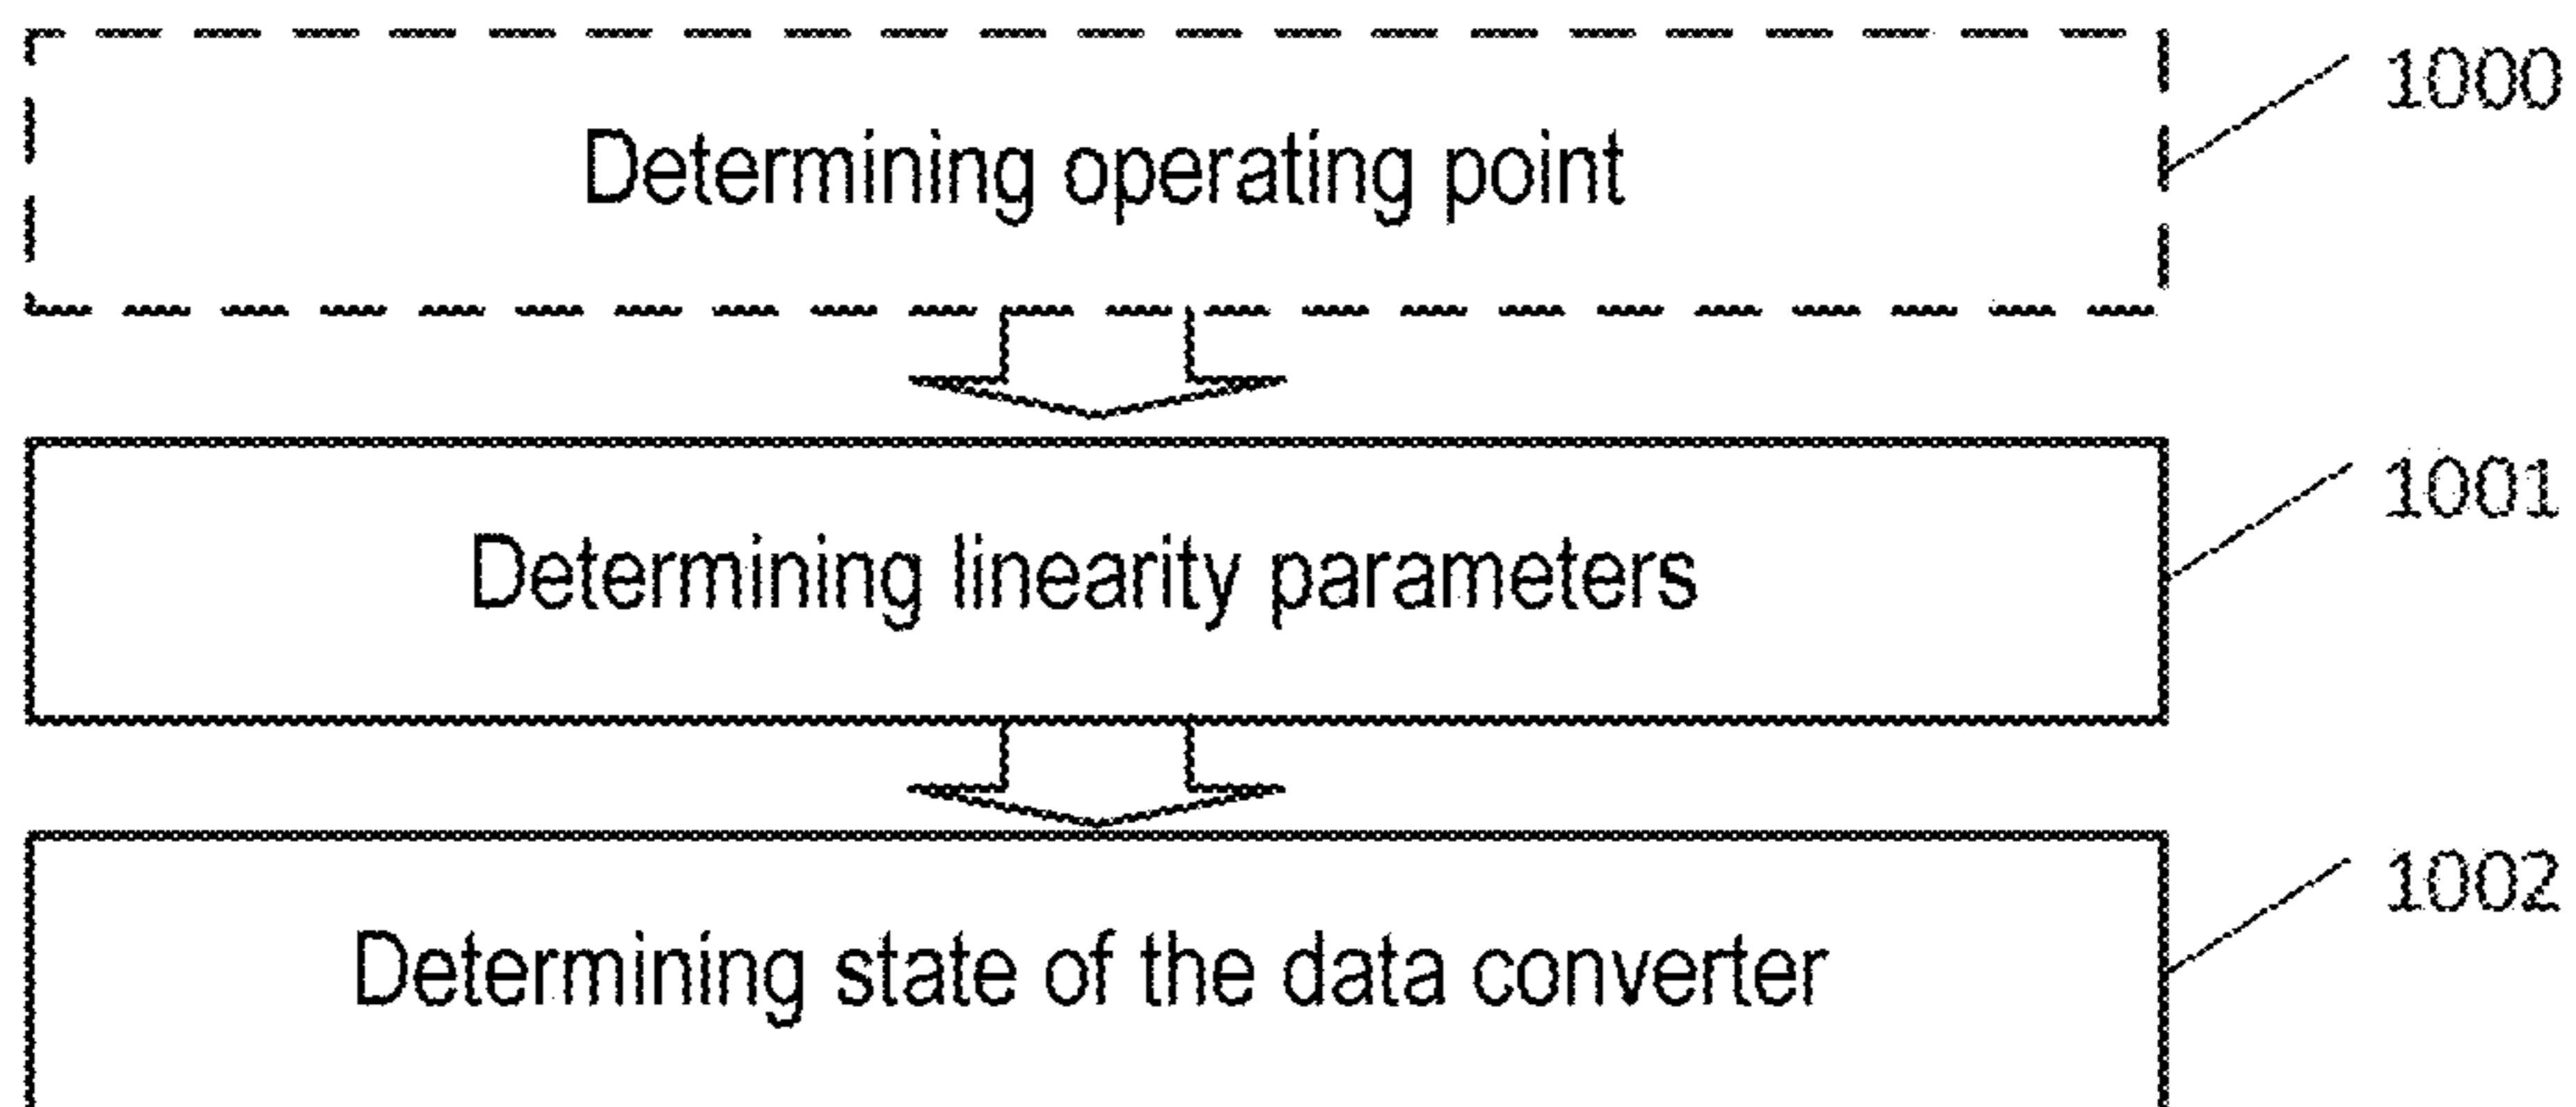 1000
Determining operating point
1001
Determining linearity parameters
1002
Determining state of the data converter